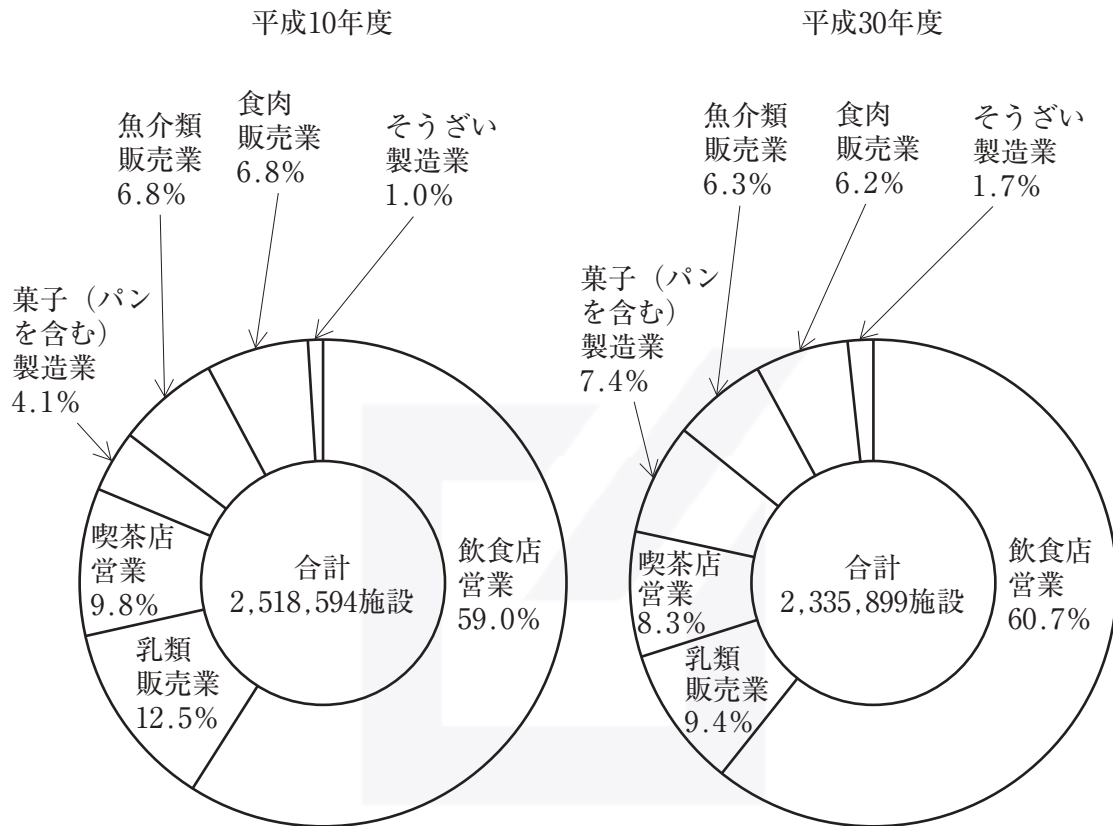 平成10年度
魚介類
販売業
6.8%
食肉
販売業
6.8%
そうざい
製造業
1.0%
菓子（パン
を含む）
製造業
4.1%
喫茶店
営業
9.8%
乳類
販売業
12.5%
合計
2,518,594施設
飲食店
営業
59.0%
平成30年度
魚介類
販売業
6.3%
食肉
販売業
6.2%
そうざい
製造業
1.7%
菓子（パン
を含む）
製造業
7.4%
喫茶店
営業
8.3%
乳類
販売業
9.4%
合計
2,335,899施設
飲食店
営業
60.7%